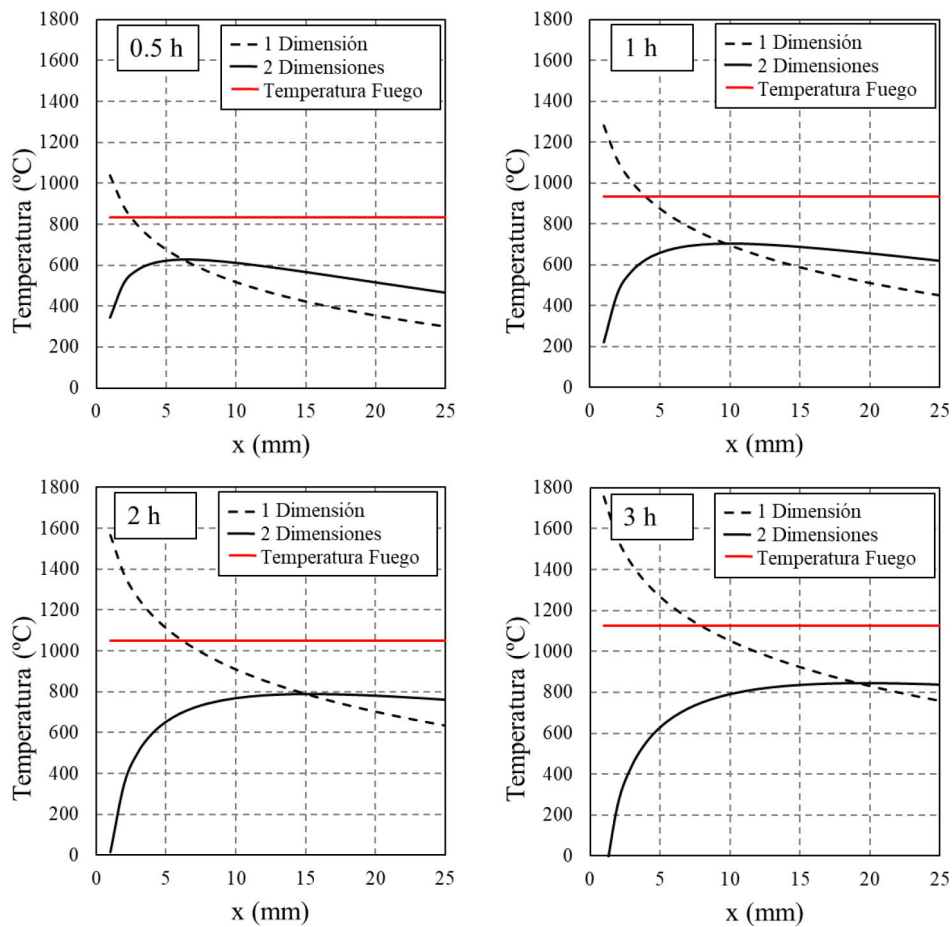 0.5 h
1 Dimensión
2 Dimensiones
Temperatura Fuego
Temperatura (ºC)
1800
1600
1400
1200
1000
800
600
400
200
0
0 5 10 15 20 25
x (mm)
1 h
1 Dimensión
2 Dimensiones
Temperatura Fuego
Temperatura (ºC)
1800
1600
1400
1200
1000
800
600
400
200
0
0 5 10 15 20 25
x (mm)
2 h
1 Dimensión
2 Dimensiones
Temperatura Fuego
Temperatura (ºC)
1800
1600
1400
1200
1000
800
600
400
200
0
0 5 10 15 20 25
x (mm)
3 h
1 Dimensión
2 Dimensiones
Temperatura Fuego
Temperatura (ºC)
1800
1600
1400
1200
1000
800
600
400
200
0
0 5 10 15 20 25
x (mm)